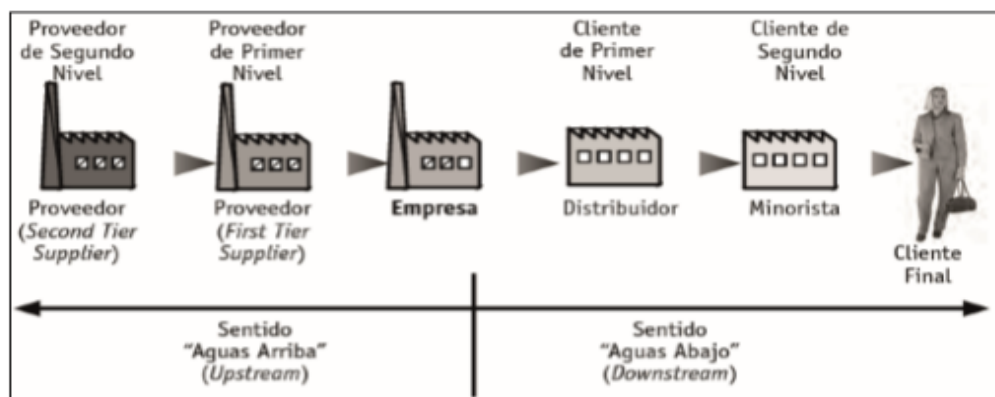 Proveedor
de Segundo
Nivel
Proveedor
de Primer
Nivel
Cliente
de Primer
Nivel
Cliente de
Segundo
Nivel
Proveedor
(Second Tier
Supplier)
Proveedor
(First Tier
Supplier)
Empresa
Distribuidor
Minorista
Cliente
Final
Sentido
"Aguas Arriba"
(Upstream)
Sentido
"Aguas Abajo"
(Downstream)